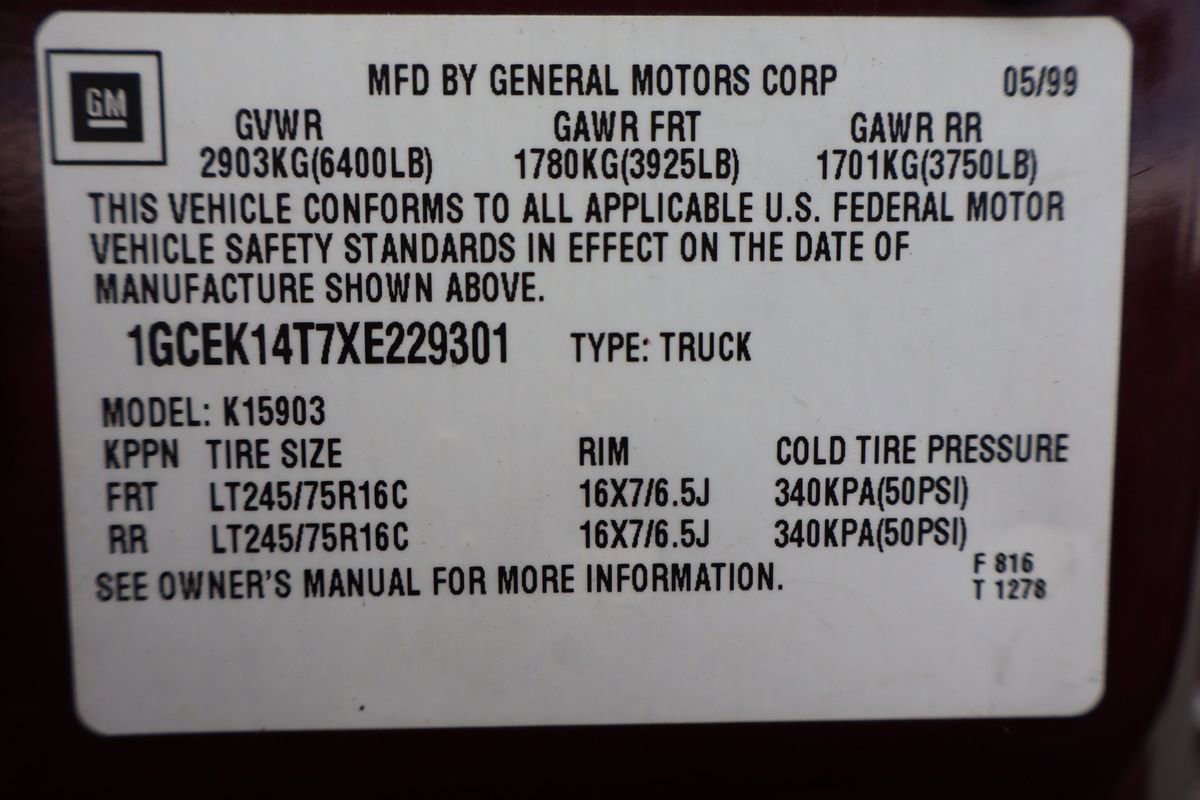 GM
MFD BY GENERAL MOTORS CORP 05/99
GVWR GAWR FRT GAWR RR
2903KG(6400LB) 1780KG(3925LB) 1701KG(3750LB)
THIS VEHICLE CONFORMS TO ALL APPLICABLE U.S. FEDERAL MOTOR
VEHICLE SAFETY STANDARDS IN EFFECT ON THE DATE OF
MANUFACTURE SHOWN ABOVE.
1GCEK14T7XE229301 TYPE: TRUCK
MODEL: K15903
KPPN TIRE SIZE RIM COLD TIRE PRESSURE
FRT LT245/75R16C 16X7/6.5J 340KPA(50PSI)
RR LT245/75R16C 16X7/6.5J 340KPA(50PSI)
SEE OWNER'S MANUAL FOR MORE INFORMATION.
F 816
T 1278